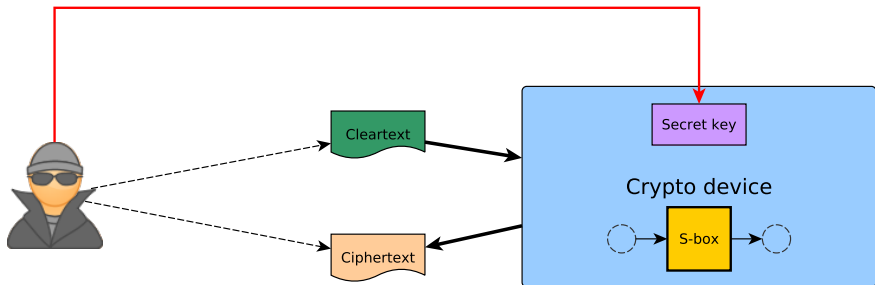 Secret key
Cleartext
Crypto device
S-box
Ciphertext